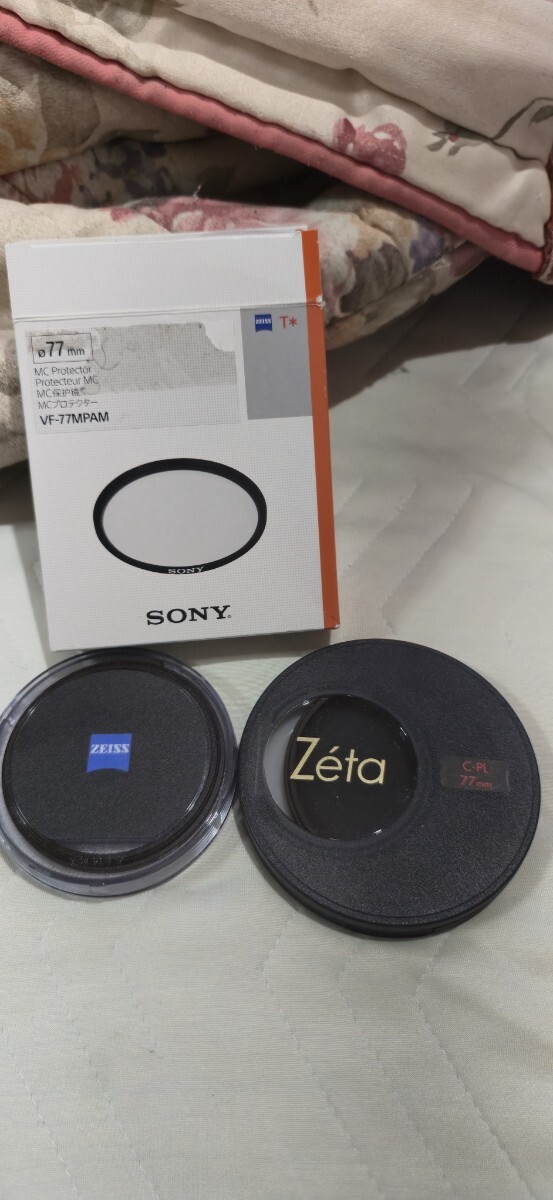 ZEISS T*
ø77 mm
MC Protector
Protecteur MC
MC保护镜
MCプロテクター
VF-77MPAM
SONY
SONY
ZEISS
Zéta
C-PL
77mm